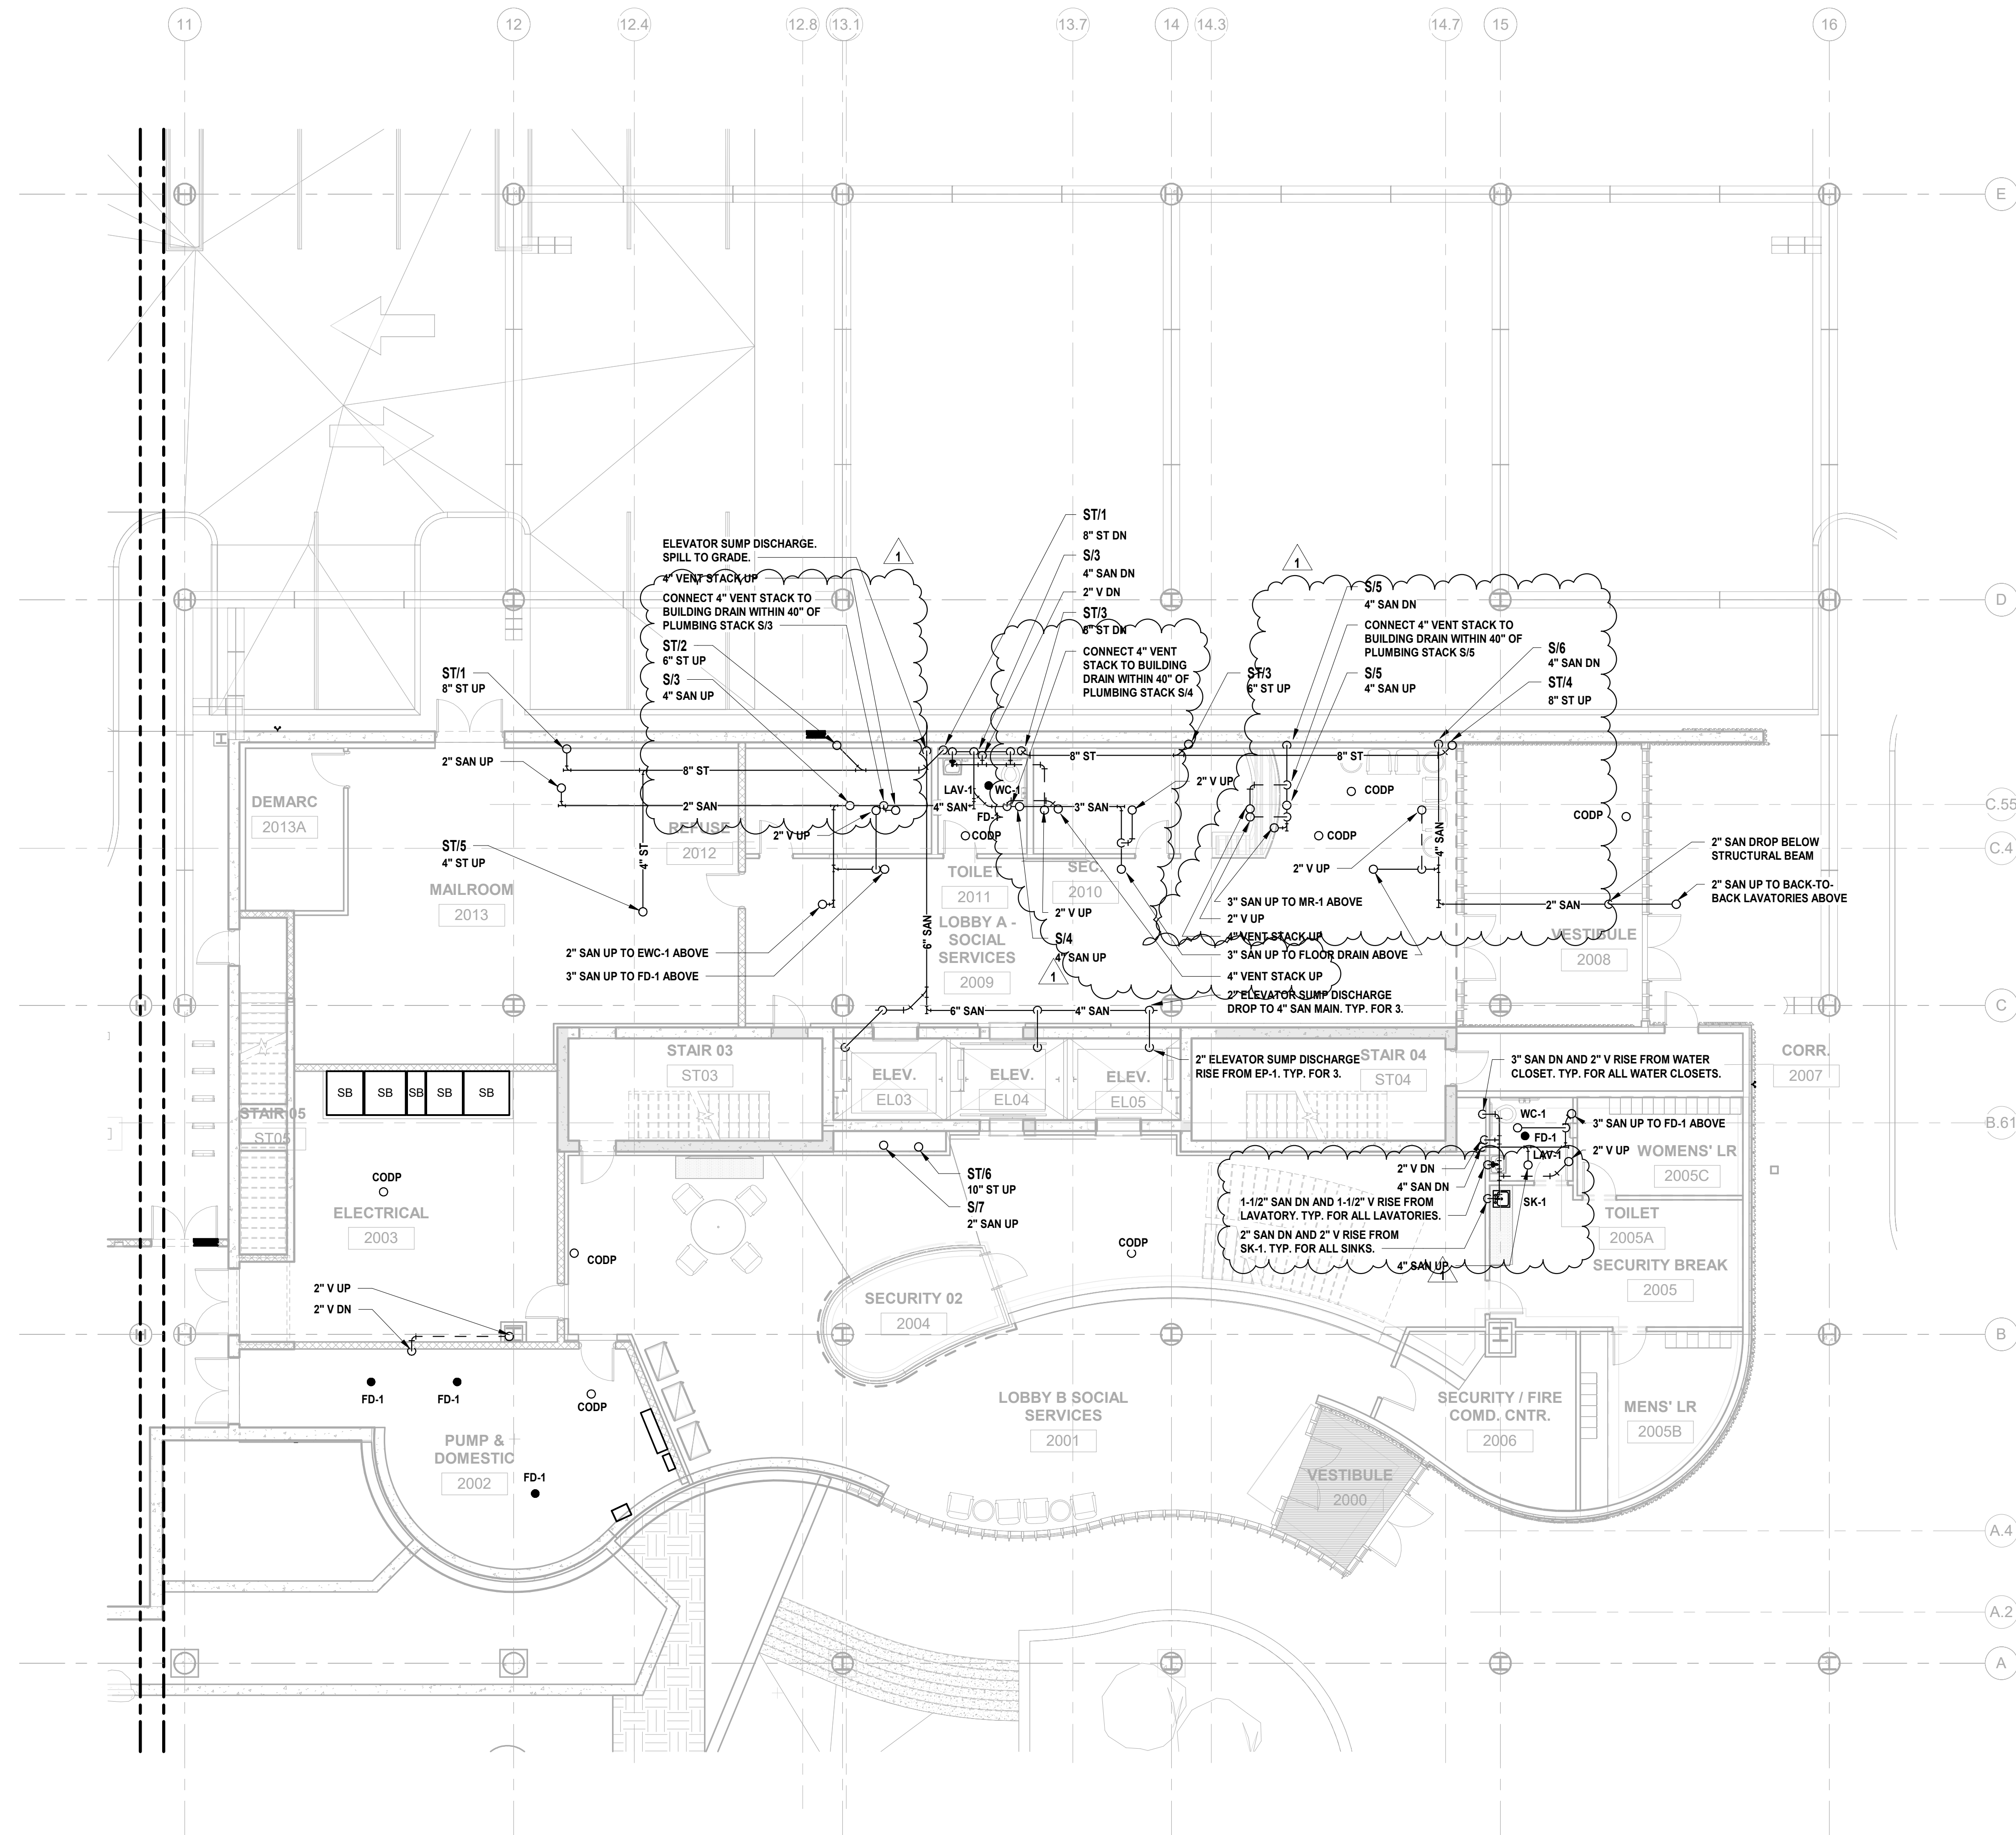 11
12
12.4
12.8
13.1
13.7
14
14.3
14.7
15
16
E
D
C.55
C.4
C
B.61
B
A.4
A.2
A
ELEVATOR SUMP DISCHARGE.
SPILL TO GRADE.
4" VENT STACK UP
CONNECT 4" VENT STACK TO
BUILDING DRAIN WITHIN 40" OF
PLUMBING STACK S/3
ST/2
6" ST UP
S/3
4" SAN UP
1
ST/1
8" ST UP
2" SAN UP
ST/5
4" ST UP
ST/1
8" ST DN
S/3
4" SAN DN
2" V DN
ST/3
6" ST DN
CONNECT 4" VENT
STACK TO BUILDING
DRAIN WITHIN 40" OF
PLUMBING STACK S/4
ST/3
6" ST UP
1
S/5
4" SAN DN
CONNECT 4" VENT STACK TO
BUILDING DRAIN WITHIN 40" OF
PLUMBING STACK S/5
S/5
4" SAN UP
S/6
4" SAN DN
ST/4
8" ST UP
8" ST
8" ST
8" ST
2" SAN
4" SAN
3" SAN
4" ST
6" SAN
4" SAN
2" SAN
LAV-1
WC-1
FD-1
CODP
CODP
CODP
CODP
2" V UP
2" V UP
2" V UP
2" SAN DROP BELOW
STRUCTURAL BEAM
2" SAN UP TO BACK-TO-
BACK LAVATORIES ABOVE
DEMARC
2013A
REFUSE
2012
MAILROOM
2013
TOILET
2011
SEC.
2010
LOBBY A -
SOCIAL
SERVICES
2009
VESTIBULE
2008
2" SAN UP TO EWC-1 ABOVE
3" SAN UP TO FD-1 ABOVE
2" V UP
S/4
4" SAN UP
1
3" SAN UP TO MR-1 ABOVE
2" V UP
4" VENT STACK UP
3" SAN UP TO FLOOR DRAIN ABOVE
4" VENT STACK UP
2" ELEVATOR SUMP DISCHARGE
DROP TO 4" SAN MAIN. TYP. FOR 3.
6" SAN
4" SAN
2" ELEVATOR SUMP DISCHARGE
RISE FROM EP-1. TYP. FOR 3.
STAIR 03
ST03
ELEV.
EL03
ELEV.
EL04
ELEV.
EL05
STAIR 04
ST04
3" SAN DN AND 2" V RISE FROM WATER
CLOSET. TYP. FOR ALL WATER CLOSETS.
CORR.
2007
SB
SB
SB
SB
SB
STAIR 05
ST05
WC-1
FD-1
LAV-1
SK-1
3" SAN UP TO FD-1 ABOVE
2" V UP
WOMENS' LR
2005C
2" V DN
4" SAN DN
1-1/2" SAN DN AND 1-1/2" V RISE FROM
LAVATORY. TYP. FOR ALL LAVATORIES.
2" SAN DN AND 2" V RISE FROM
SK-1. TYP. FOR ALL SINKS.
4" SAN UP
1
TOILET
2005A
SECURITY BREAK
2005
ST/6
10" ST UP
S/7
2" SAN UP
CODP
ELECTRICAL
2003
CODP
CODP
2" V UP
2" V DN
SECURITY 02
2004
FD-1
FD-1
CODP
PUMP &
DOMESTIC
2002
FD-1
LOBBY B SOCIAL
SERVICES
2001
SECURITY / FIRE
COMD. CNTR.
2006
MENS' LR
2005B
VESTIBULE
2000